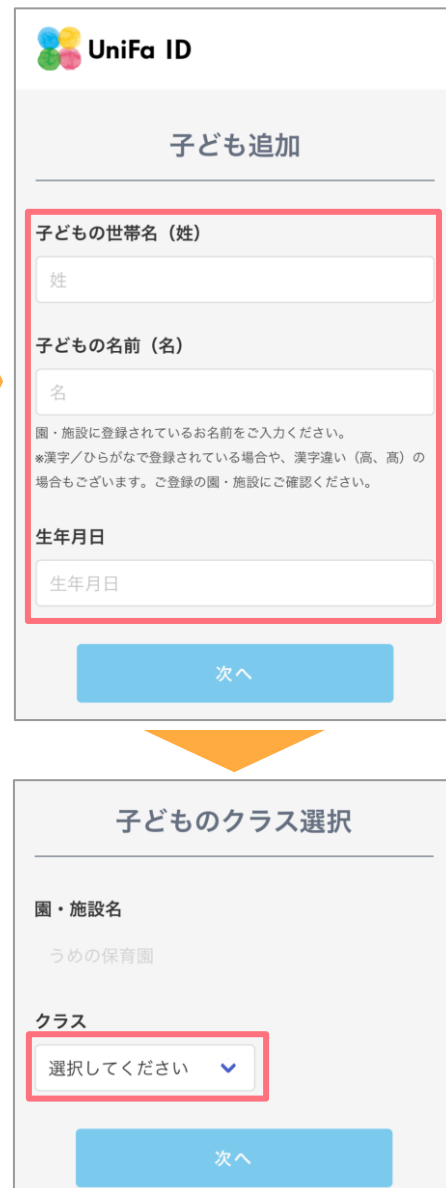 UniFa ID
子ども追加
子どもの世帯名（姓）
姓
子どもの名前（名）
名
園・施設に登録されているお名前をご入力ください。
※漢字／ひらがなで登録されている場合や、漢字違い（高、髙）の
場合もございます。ご登録の園・施設にご確認ください。
生年月日
生年月日
次へ
子どものクラス選択
園・施設名
うめの保育園
クラス
選択してください
次へ